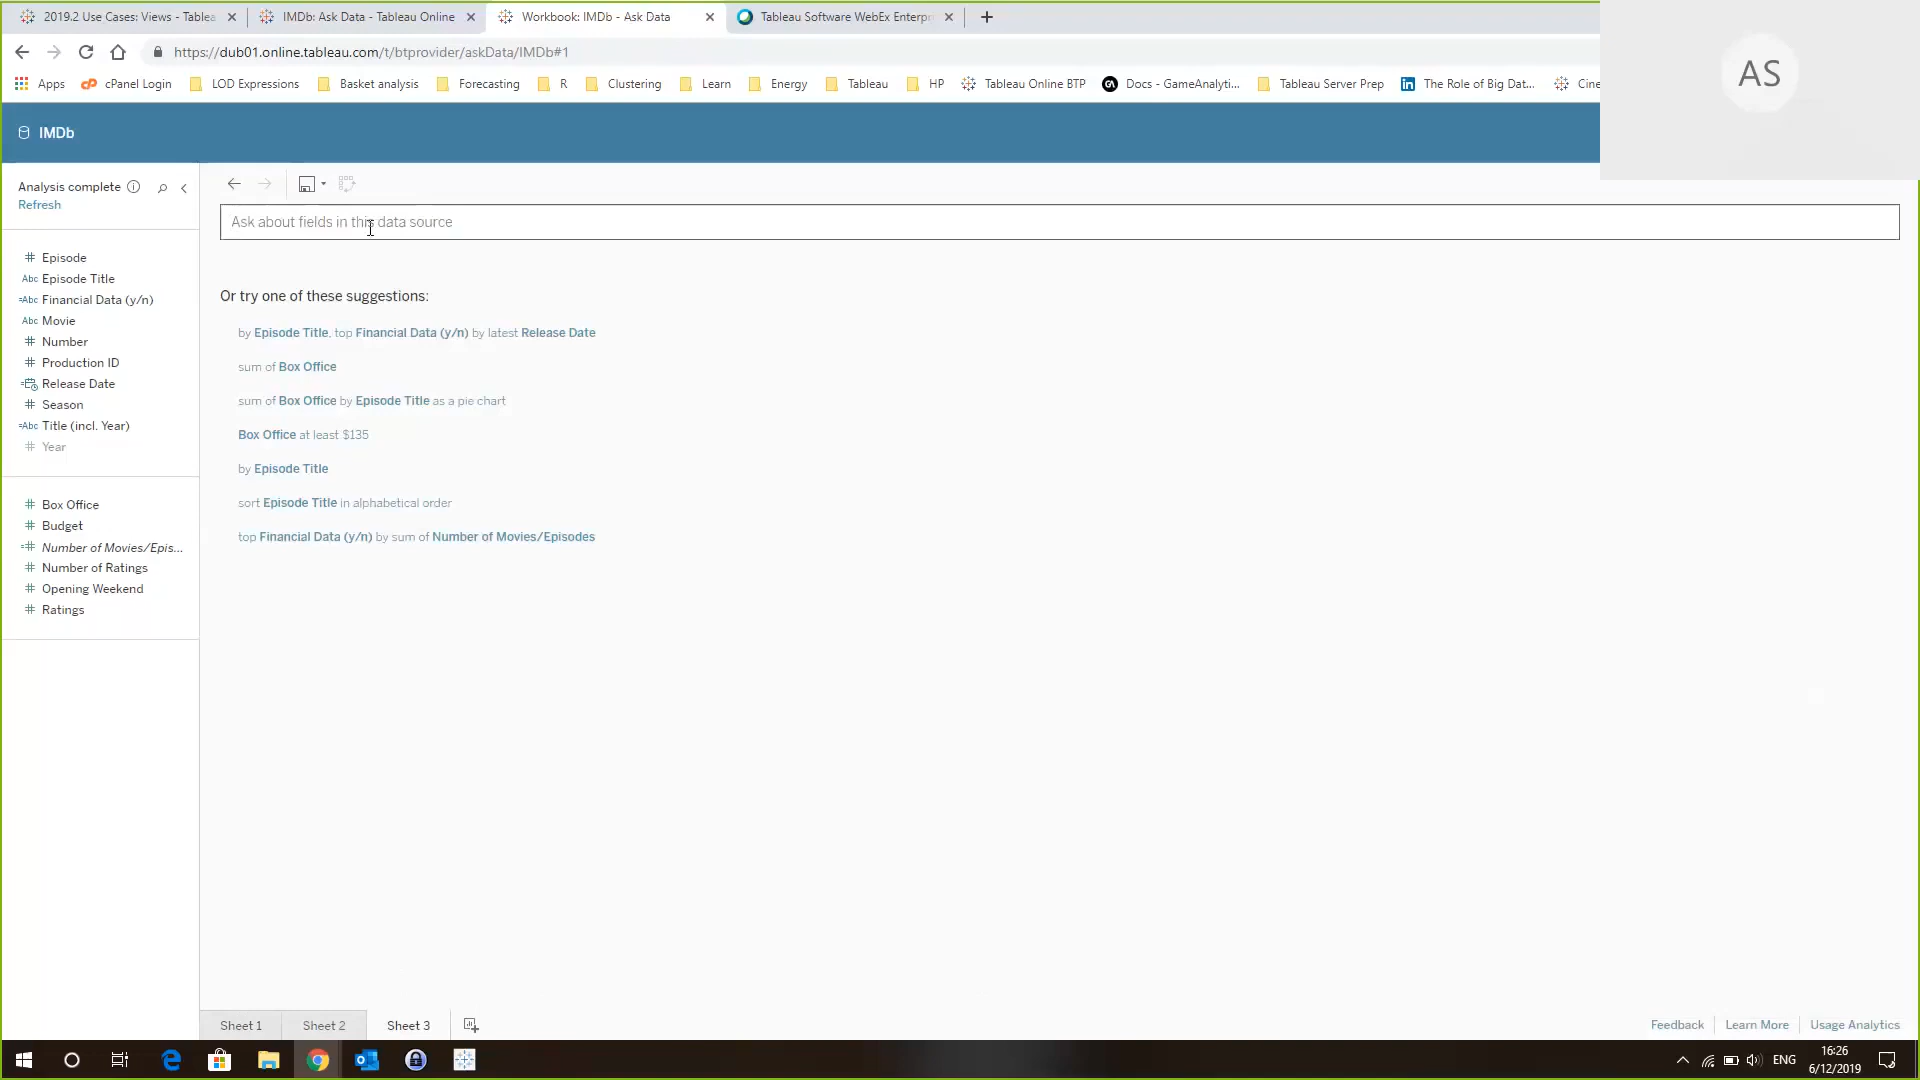 2019.2 Use Cases: Views - Tablea
IMDb: Ask Data - Tableau Online
Workbook: IMDb - Ask Data
Tableau Software WebEx Enterpr
https://dub01.online.tableau.com/t/btprovider/askData/IMDb#1
AS
Apps
cPanel Login
LOD Expressions
Basket analysis
Forecasting
R
Clustering
Learn
Energy
Tableau
HP
Tableau Online BTP
Docs - GameAnalyti...
Tableau Server Prep
The Role of Big Dat...
Cine
IMDb
Analysis complete
Refresh
Ask about fields in this data source
Abc Episode
Abc Episode Title
=Abc Financial Data (y/n)
Abc Movie
# Number
# Production ID
Release Date
# Season
=Abc Title (incl. Year)
# Year
# Box Office
# Budget
=# Number of Movies/Epis...
# Number of Ratings
# Opening Weekend
# Ratings
Or try one of these suggestions:
by Episode Title, top Financial Data (y/n) by latest Release Date
sum of Box Office
sum of Box Office by Episode Title as a pie chart
Box Office at least $135
by Episode Title
sort Episode Title in alphabetical order
top Financial Data (y/n) by sum of Number of Movies/Episodes
Sheet 1
Sheet 2
Sheet 3
Feedback
Learn More
Usage Analytics
ENG
16:26
6/12/2019